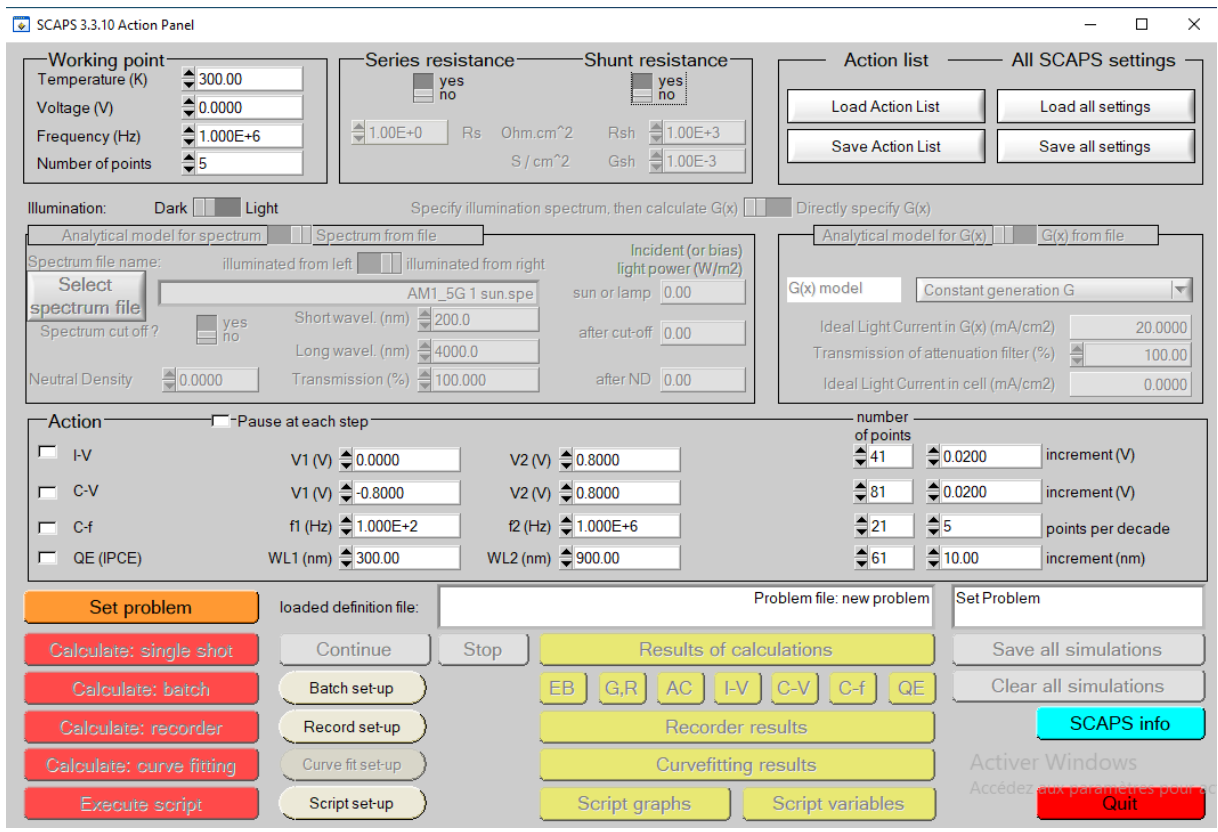 SCAPS 3.3.10 Action Panel
Working point
Temperature (K) 300.00
Voltage (V) 0.0000
Frequency (Hz) 1.000E+6
Number of points 5
Series resistance Shunt resistance
yes yes
no no
1.00E+0 Rs Ohm.cm^2 Rsh 1.00E+3
S / cm^2 Gsh 1.00E-3
Action list All SCAPS settings
Load Action List Load all settings
Save Action List Save all settings
Illumination: Dark Light Specify illumination spectrum, then calculate G(x) Directly specify G(x)
Analytical model for spectrum Spectrum from file
Spectrum file name: illuminated from left illuminated from right
Incident (or bias)
light power (W/m2)
Select
spectrum file
AM1_5G 1 sun.spe sun or lamp 0.00
Spectrum cut off ? yes
no
Short wavel. (nm) 200.0
after cut-off 0.00
Long wavel. (nm) 4000.0
Neutral Density 0.0000 Transmission (%) 100.000 after ND 0.00
Analytical model for G(x) G(x) from file
G(x) model Constant generation G
Ideal Light Current in G(x) (mA/cm2) 20.0000
Transmission of attenuation filter (%) 100.00
Ideal Light Current in cell (mA/cm2) 0.0000
Action Pause at each step number
of points
I-V V1 (V) 0.0000 V2 (V) 0.8000 41 0.0200 increment (V)
C-V V1 (V) -0.8000 V2 (V) 0.8000 81 0.0200 increment (V)
C-f f1 (Hz) 1.000E+2 f2 (Hz) 1.000E+6 21 5 points per decade
QE (IPCE) WL1 (nm) 300.00 WL2 (nm) 900.00 61 10.00 increment (nm)
Set problem loaded definition file: Problem file: new problem Set Problem
Calculate: single shot Continue Stop Results of calculations Save all simulations
Calculate: batch Batch set-up EB G,R AC I-V C-V C-f QE Clear all simulations
Calculate: recorder Record set-up Recorder results SCAPS info
Calculate: curve fitting Curve fit set-up Curvefitting results Activer Windows
Accédez aux paramètres pour ac
Execute script Script set-up Script graphs Script variables Quit